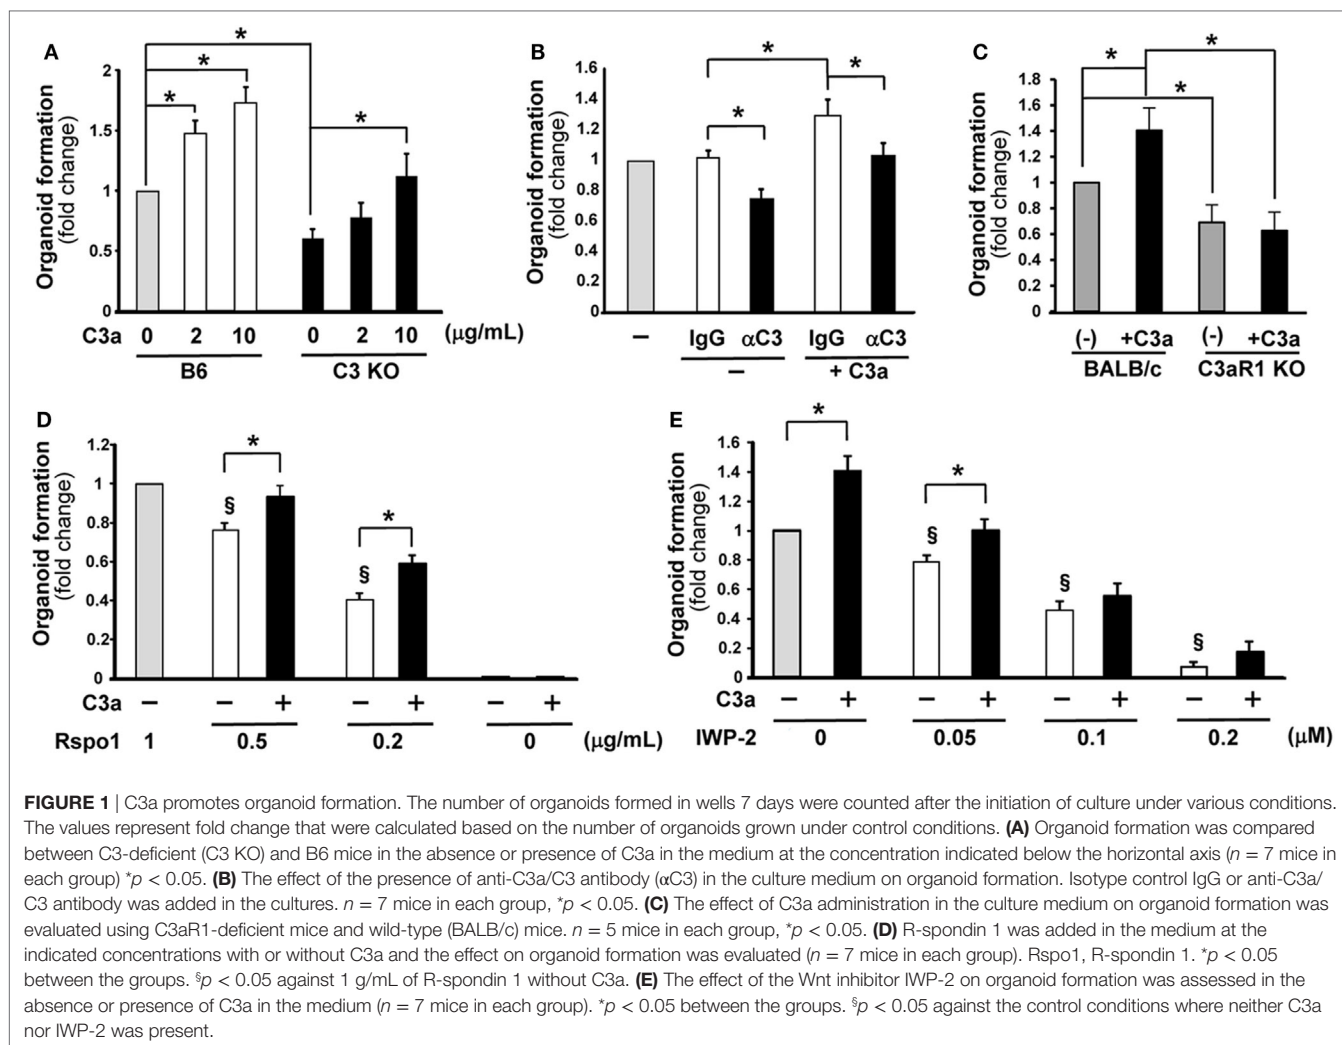 A
Organoid formation
(fold change)
2
1.5
1
0.5
0
*
*
*
*
C3a 0 2 10 0 2 10 (μg/mL)
B6 C3 KO
B
Organoid formation
(fold change)
1.6
1.4
1.2
1
0.8
0.6
0.4
0.2
0
*
*
*
– IgG αC3 IgG αC3
– + C3a
C
Organoid formation
(fold change)
1.8
1.6
1.4
1.2
1
0.8
0.6
0.4
0.2
0
*
*
*
(-) +C3a (-) +C3a
BALB/c C3aR1 KO
D
Organoid formation
(fold change)
1.2
1
0.8
0.6
0.4
0.2
0
*
*
§
§
C3a – – + – + – +
Rspo1 1 0.5 0.2 0 (μg/mL)
E
Organoid formation
(fold change)
1.6
1.4
1.2
1
0.8
0.6
0.4
0.2
0
*
*
§
§
§
C3a – + – + – + – +
IWP-2 0 0.05 0.1 0.2 (μM)
FIGURE 1 | C3a promotes organoid formation. The number of organoids formed in wells 7 days were counted after the initiation of culture under various conditions.
The values represent fold change that were calculated based on the number of organoids grown under control conditions. (A) Organoid formation was compared
between C3-deficient (C3 KO) and B6 mice in the absence or presence of C3a in the medium at the concentration indicated below the horizontal axis (n = 7 mice in
each group) *p < 0.05. (B) The effect of the presence of anti-C3a/C3 antibody (αC3) in the culture medium on organoid formation. Isotype control IgG or anti-C3a/
C3 antibody was added in the cultures. n = 7 mice in each group, *p < 0.05. (C) The effect of C3a administration in the culture medium on organoid formation was
evaluated using C3aR1-deficient mice and wild-type (BALB/c) mice. n = 5 mice in each group, *p < 0.05. (D) R-spondin 1 was added in the medium at the
indicated concentrations with or without C3a and the effect on organoid formation was evaluated (n = 7 mice in each group). Rspo1, R-spondin 1. *p < 0.05
between the groups. §p < 0.05 against 1 g/mL of R-spondin 1 without C3a. (E) The effect of the Wnt inhibitor IWP-2 on organoid formation was assessed in the
absence or presence of C3a in the medium (n = 7 mice in each group). *p < 0.05 between the groups. §p < 0.05 against the control conditions where neither C3a
nor IWP-2 was present.